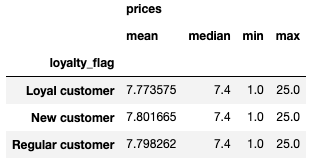 prices
mean median min max
loyalty_flag
Loyal customer 7.773575 7.4 1.0 25.0
New customer 7.801665 7.4 1.0 25.0
Regular customer 7.798262 7.4 1.0 25.0